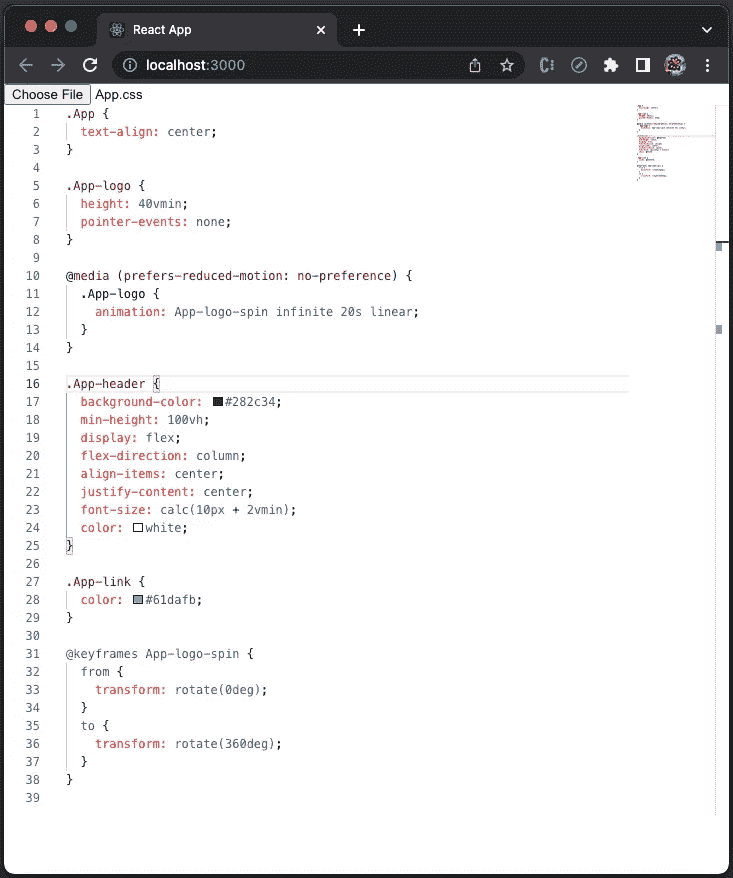 React App
localhost:3000
Choose File App.css
1 .App {
2   text-align: center;
3 }
4
5 .App-logo {
6   height: 40vmin;
7   pointer-events: none;
8 }
9
10 @media (prefers-reduced-motion: no-preference) {
11   .App-logo {
12     animation: App-logo-spin infinite 20s linear;
13   }
14 }
15
16 .App-header {
17   background-color: #282c34;
18   min-height: 100vh;
19   display: flex;
20   flex-direction: column;
21   align-items: center;
22   justify-content: center;
23   font-size: calc(10px + 2vmin);
24   color: white;
25 }
26
27 .App-link {
28   color: #61dafb;
29 }
30
31 @keyframes App-logo-spin {
32   from {
33     transform: rotate(0deg);
34   }
35   to {
36     transform: rotate(360deg);
37   }
38 }
39